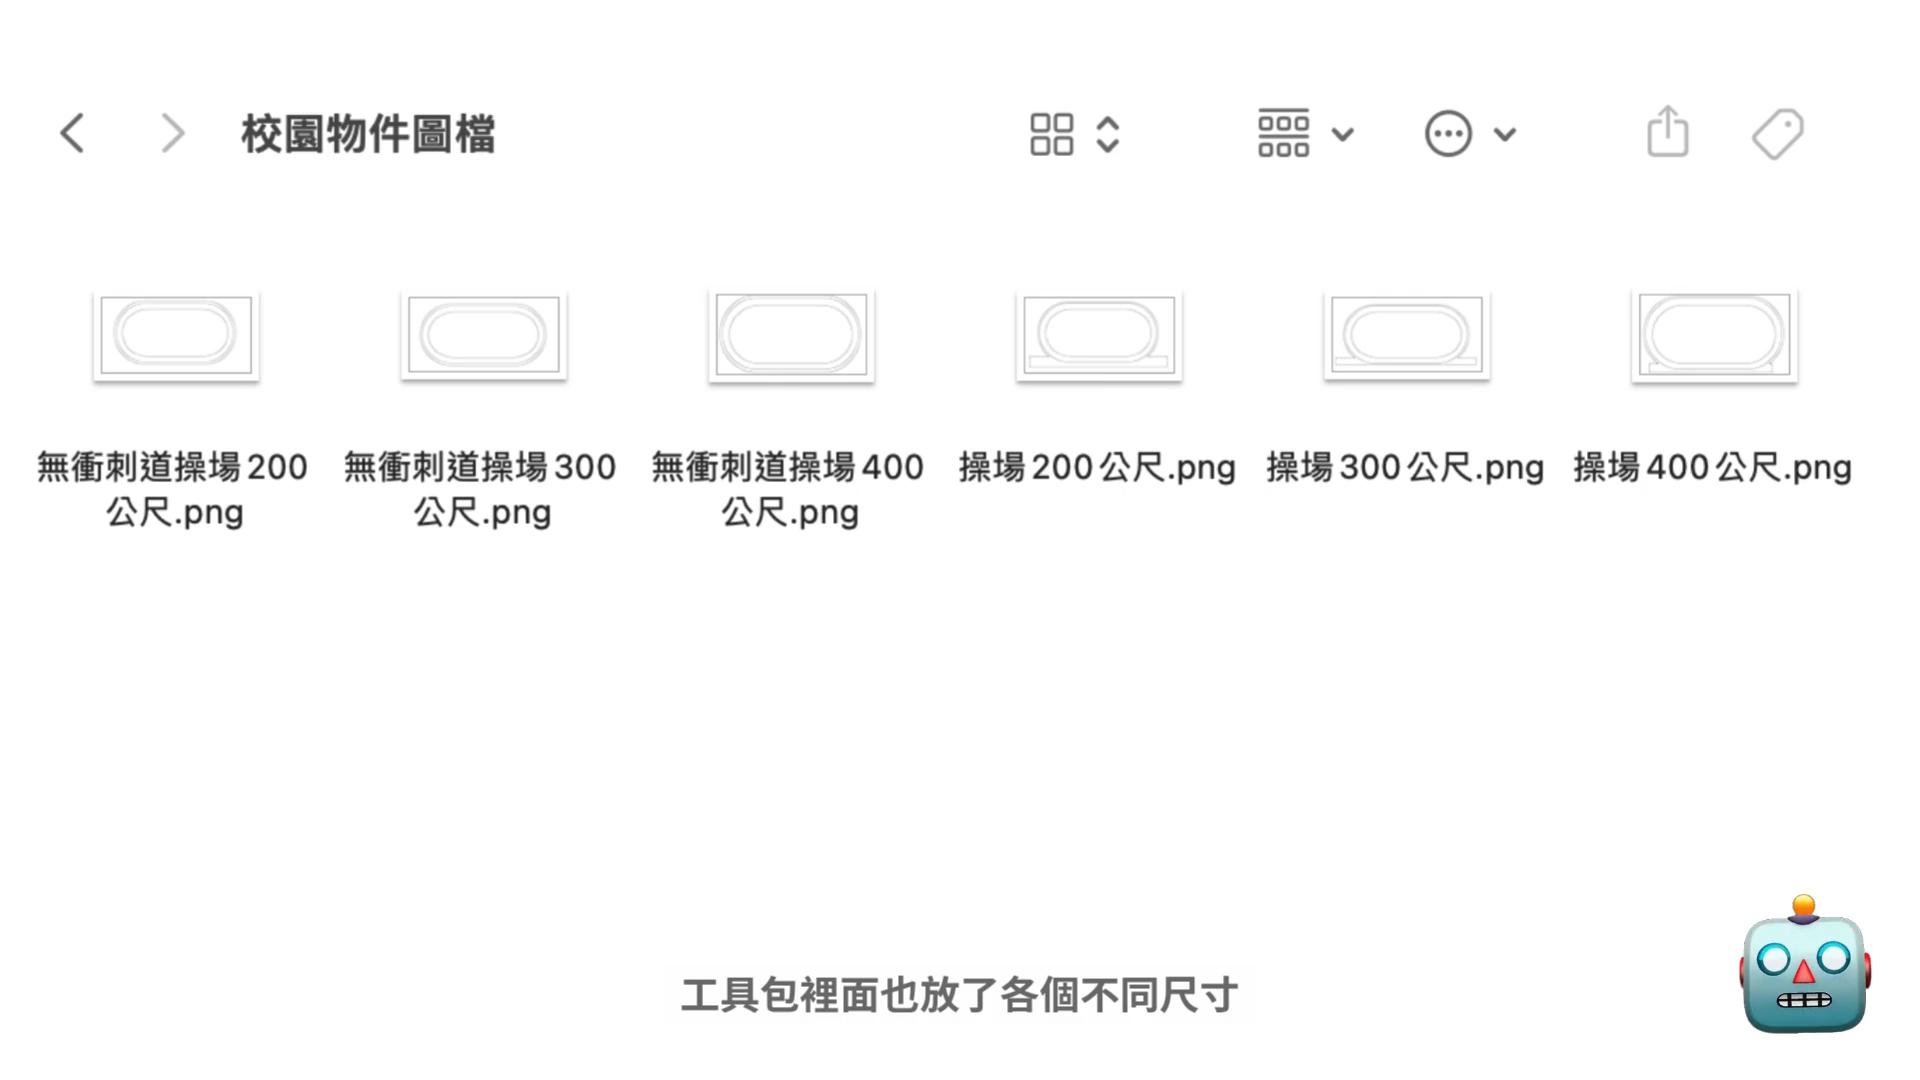 校園物件圖檔
無衝刺道操場200
公尺.png
無衝刺道操場300
公尺.png
無衝刺道操場400
公尺.png
操場200公尺.png
操場300公尺.png
操場400公尺.png
工具包裡面也放了各個不同尺寸